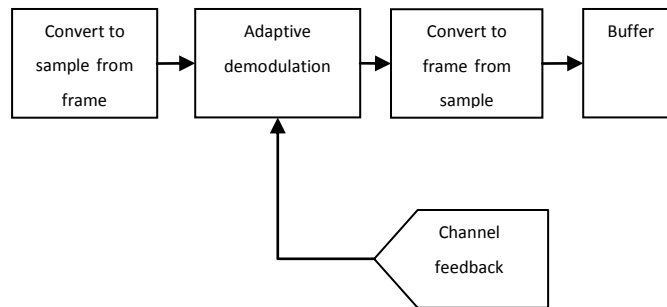 Convert to
sample from
frame
Adaptive
demodulation
Convert to
frame from
sample
Buffer
Channel
feedback